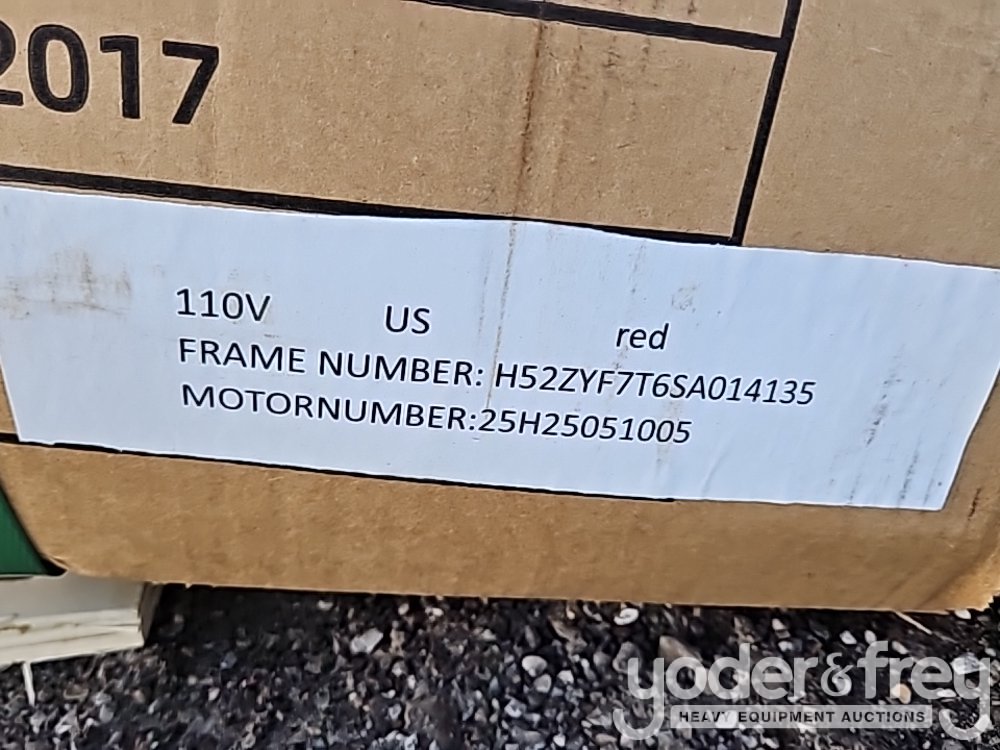 2017
110V US red
FRAME NUMBER: H52ZYF7T6SA014135
MOTORNUMBER:25H25051005
yoder&frey
HEAVY EQUIPMENT AUCTIONS